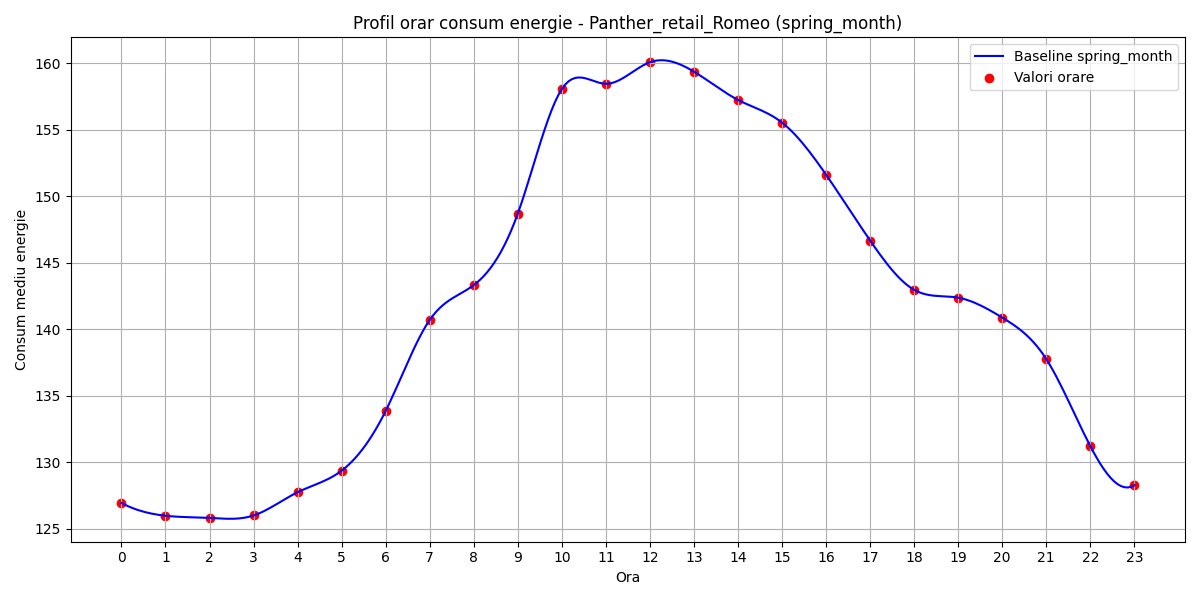 Profil orar consum energie - Panther_retail_Romeo (spring_month)
Baseline spring_month
Valori orare
Consum mediu energie
160
155
150
145
140
135
130
125
0 1 2 3 4 5 6 7 8 9 10 11 12 13 14 15 16 17 18 19 20 21 22 23
Ora